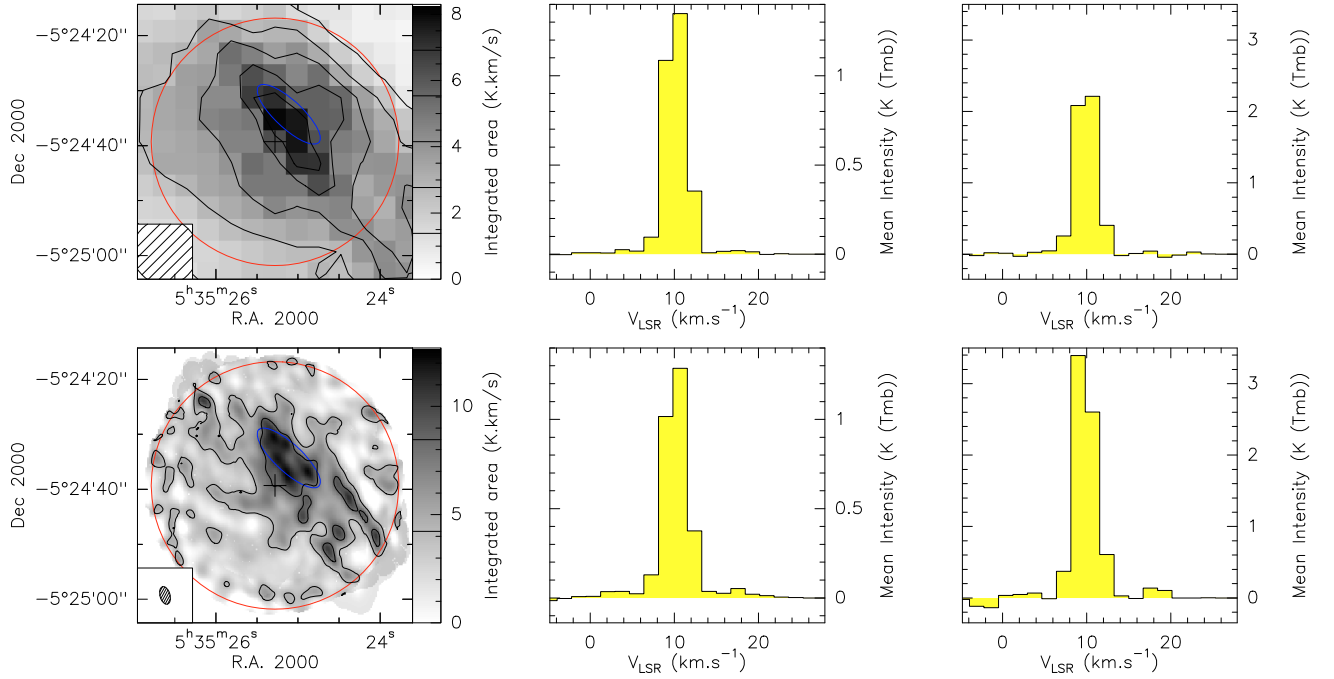 −5°24'20"
−5°24'40"
−5°25'00"
Dec 2000
5h35m26s
24s
R.A. 2000
0
2
4
6
8
Integrated area (K.km/s)
0
10
20
VLSR (km.s−1)
0
0.5
1
Mean Intensity (K (Tmb))
0
10
20
VLSR (km.s−1)
0
1
2
3
Mean Intensity (K (Tmb))
−5°24'20"
−5°24'40"
−5°25'00"
Dec 2000
5h35m26s
24s
R.A. 2000
0
5
10
Integrated area (K.km/s)
0
10
20
VLSR (km.s−1)
0
0.5
1
Mean Intensity (K (Tmb))
0
10
20
VLSR (km.s−1)
0
1
2
3
Mean Intensity (K (Tmb))